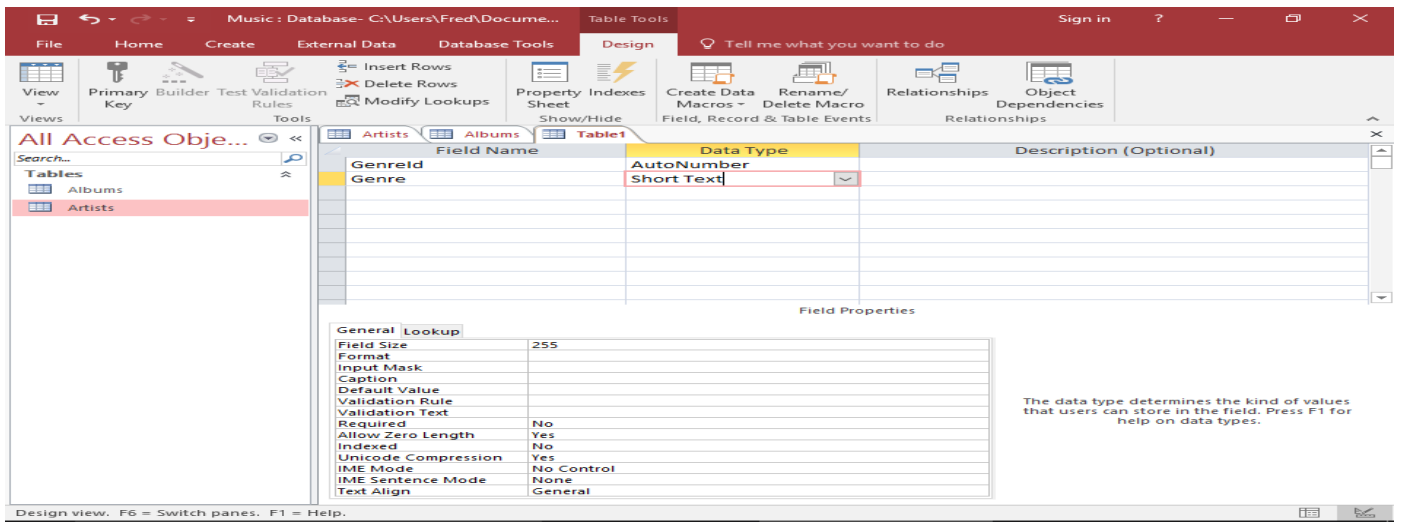 Music : Database- C:\Users\Fred\Docume... Table Tools Sign in ?
File Home Create External Data Database Tools Design Tell me what you want to do
View
Primary Key
Builder
Test Validation Rules
Insert Rows
Delete Rows
Modify Lookups
Property Sheet
Indexes
Create Data Macros
Rename/ Delete Macro
Relationships
Object Dependencies
Views Tools Show/Hide Field, Record & Table Events Relationships
All Access Obje... «
Search...
Tables
Albums
Artists
Artists Albums Table1
Field Name Data Type Description (Optional)
GenreId AutoNumber
Genre Short Text
Field Properties
General Lookup
Field Size 255
Format
Input Mask
Caption
Default Value
Validation Rule
Validation Text
Required No
Allow Zero Length Yes
Indexed No
Unicode Compression Yes
IME Mode No Control
IME Sentence Mode None
Text Align General
The data type determines the kind of values
that users can store in the field. Press F1 for
help on data types.
Design view. F6 = Switch panes. F1 = Help.